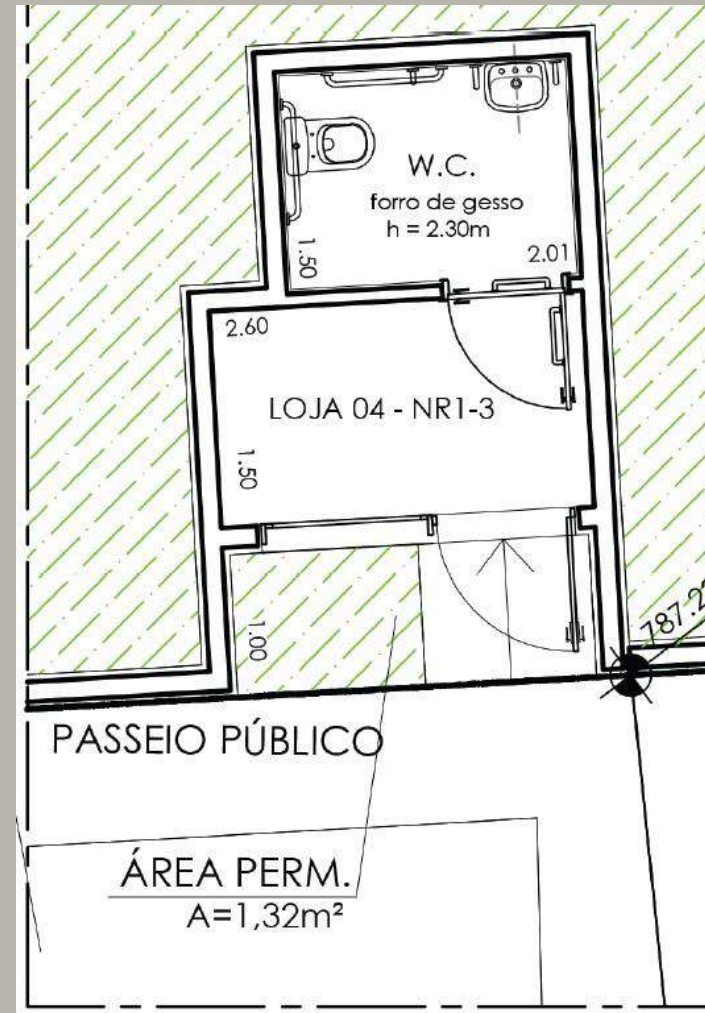 W.C.
forro de gesso
h = 2.30m
1.50
2.01
2.60
LOJA 04 - NR1-3
1.50
1.00
PASSEIO PÚBLICO
ÁREA PERM.
A=1,32m²